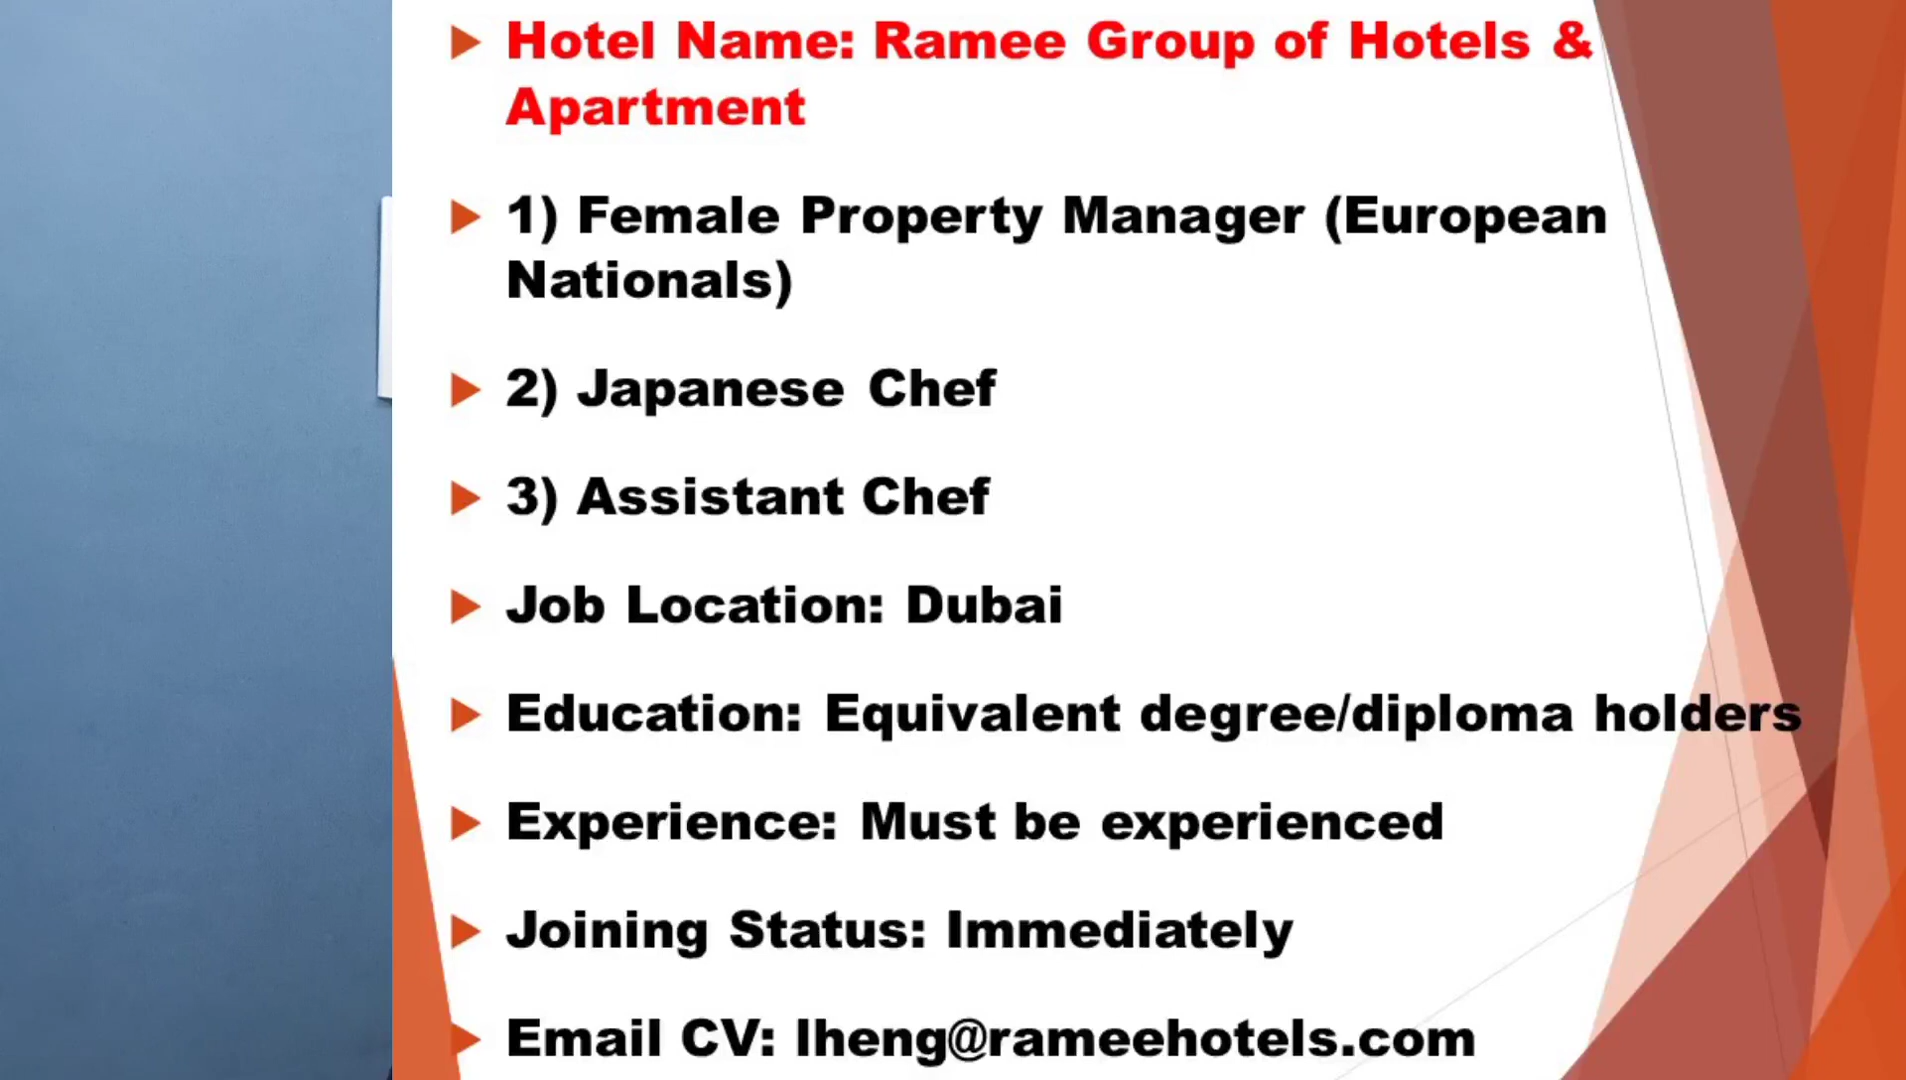 Hotel Name: Ramee Group of Hotels &
Apartment
1) Female Property Manager (European
Nationals)
2) Japanese Chef
3) Assistant Chef
Job Location: Dubai
Education: Equivalent degree/diploma holders
Experience: Must be experienced
Joining Status: Immediately
Email CV: lheng@rameehotels.com